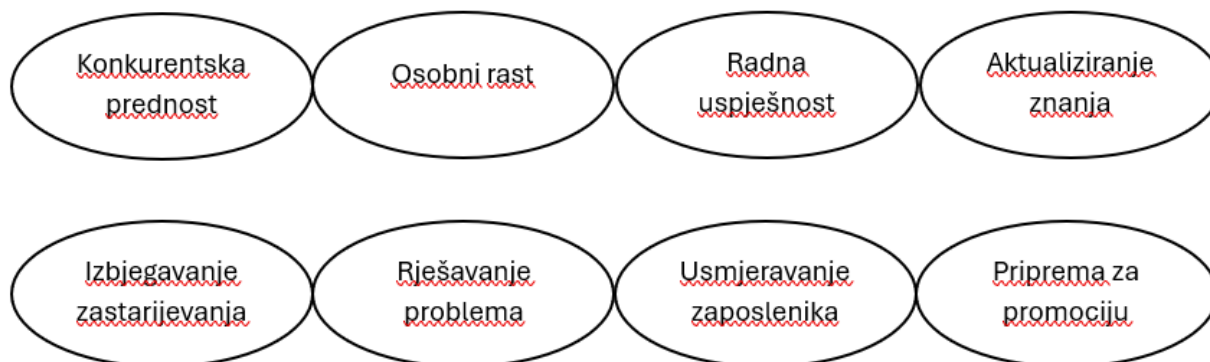 Konkurentska
prednost
Osobni rast
Radna
uspješnost
Aktualiziranje
znanja
Izbjegavanje
zastarijevanja
Rješavanje
problema
Usmjeravanje
zaposlenika
Priprema za
promociju